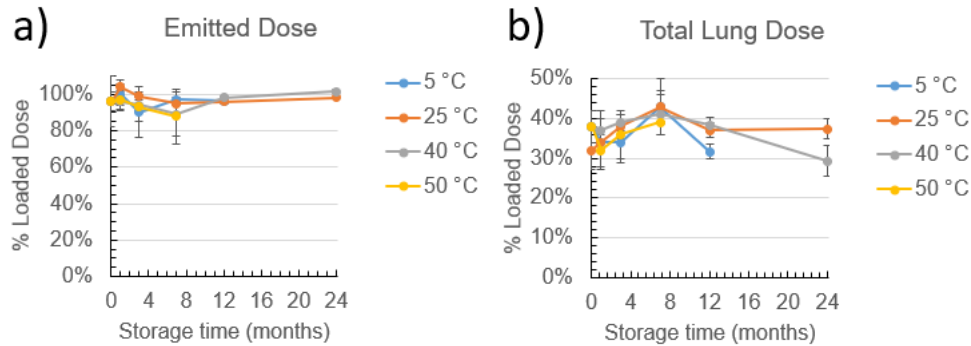 a)
Emitted Dose
% Loaded Dose
100%
80%
60%
40%
20%
0%
0 4 8 12 16 20 24
Storage time (months)
5 °C
25 °C
40 °C
50 °C
b)
Total Lung Dose
% Loaded Dose
50%
40%
30%
20%
10%
0%
0 4 8 12 16 20 24
Storage time (months)
5 °C
25 °C
40 °C
50 °C